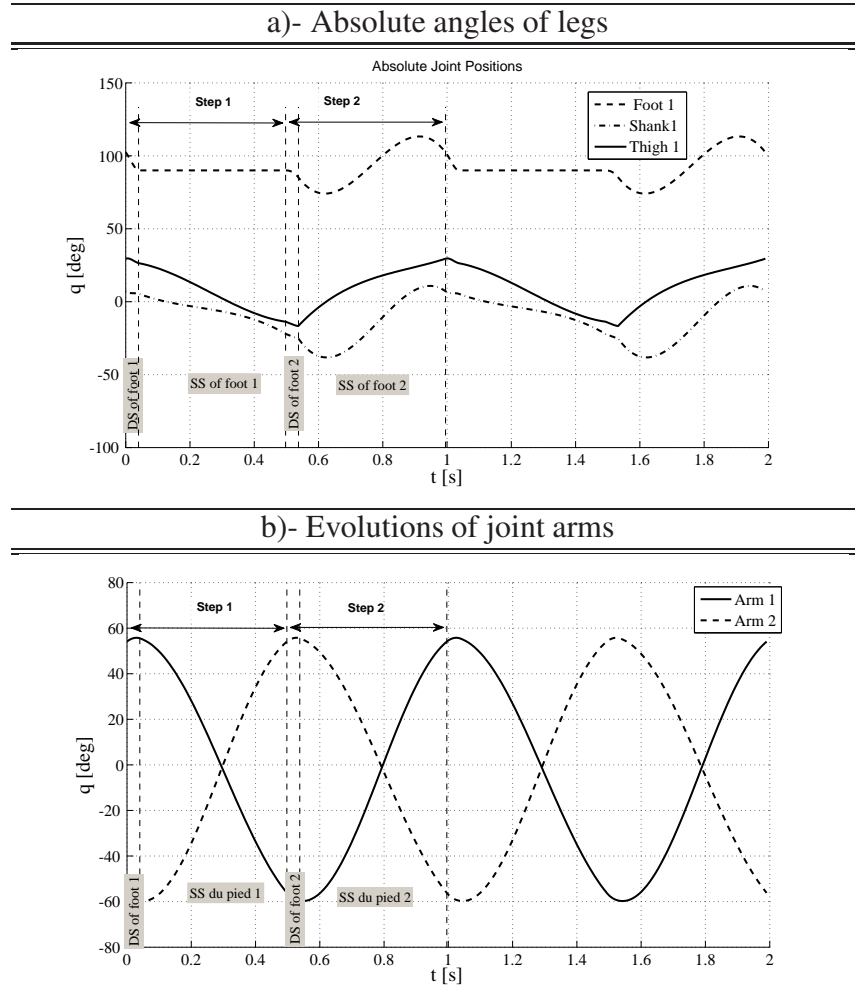 a)- Absolute angles of legs
Absolute Joint Positions
150
100
50
0
-50
-100
q [deg]
Step 1
Step 2
Foot 1
Shank1
Thigh 1
DS of foot 1
SS of foot 1
DS of foot 2
SS of foot 2
0 0.2 0.4 0.6 0.8 1 1.2 1.4 1.6 1.8 2
t [s]
b)- Evolutions of joint arms
80
60
40
20
0
-20
-40
-60
-80
q [deg]
Step 1
Step 2
Arm 1
Arm 2
DS of foot 1
SS du pied 1
DS of foot 2
SS du pied 2
0 0.2 0.4 0.6 0.8 1 1.2 1.4 1.6 1.8 2
t [s]